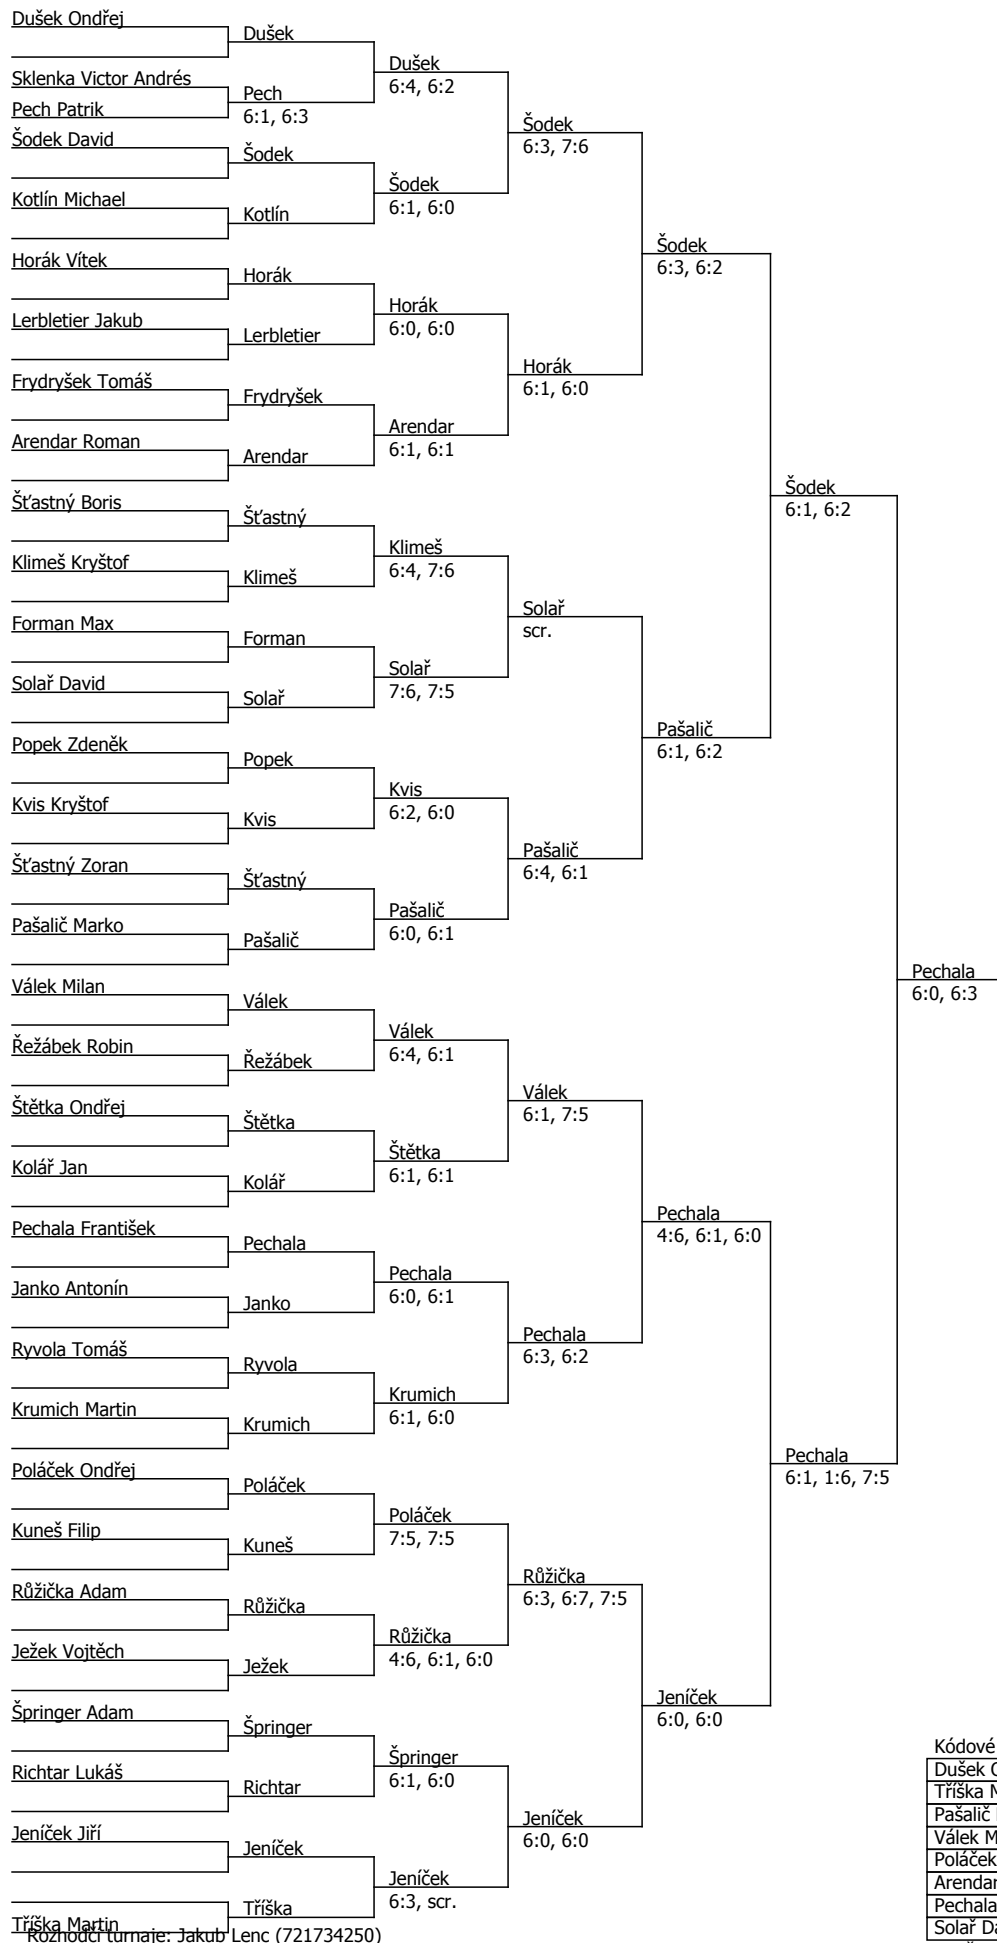 Dušek Ondřej
Sklenka Victor Andrés
Pech Patrik
Šodek David
Kotlín Michael
Horák Vítek
Lerbletier Jakub
Frydryšek Tomáš
Arendar Roman
Šťastný Boris
Klimeš Kryštof
Forman Max
Solař David
Popek Zdeněk
Kvis Kryštof
Šťastný Zoran
Pašalič Marko
Válek Milan
Řežábek Robin
Štětka Ondřej
Kolář Jan
Pechala František
Janko Antonín
Ryvola Tomáš
Krumich Martin
Poláček Ondřej
Kuneš Filip
Růžička Adam
Ježek Vojtěch
Špringer Adam
Richtar Lukáš
Jeníček Jiří
Tříška Martin
Dušek
Pech
6:1, 6:3
Šodek
Kotlín
Horák
Lerbletier
Frydryšek
Arendar
Šťastný
Klimeš
Forman
Solař
Popek
Kvis
Šťastný
Pašalič
Válek
Řežábek
Štětka
Kolář
Pechala
Janko
Ryvola
Krumich
Poláček
Kuneš
Růžička
Ježek
Špringer
Richtar
Jeníček
Tříška
Dušek
6:4, 6:2
Šodek
6:1, 6:0
Horák
6:0, 6:0
Arendar
6:1, 6:1
Klimeš
6:4, 7:6
Solař
7:6, 7:5
Kvis
6:2, 6:0
Pašalič
6:0, 6:1
Válek
6:4, 6:1
Štětka
6:1, 6:1
Pechala
6:0, 6:1
Krumich
6:1, 6:0
Poláček
7:5, 7:5
Růžička
4:6, 6:1, 6:0
Špringer
6:1, 6:0
Jeníček
6:3, scr.
Šodek
6:3, 7:6
Horák
6:1, 6:0
Solař
scr.
Pašalič
6:4, 6:1
Válek
6:1, 7:5
Pechala
6:3, 6:2
Růžička
6:3, 6:7, 7:5
Jeníček
6:0, 6:0
Šodek
6:3, 6:2
Pašalič
6:1, 6:2
Pechala
4:6, 6:1, 6:0
Jeníček
6:0, 6:0
Šodek
6:1, 6:2
Pechala
6:1, 1:6, 7:5
Pechala
6:0, 6:3
Kódové
Dušek
Tříška
Pašalič
Válek
Poláček
Arendar
Pechala
Solař
Rozhodčí turnaje: Jakub Lenc (721734250)